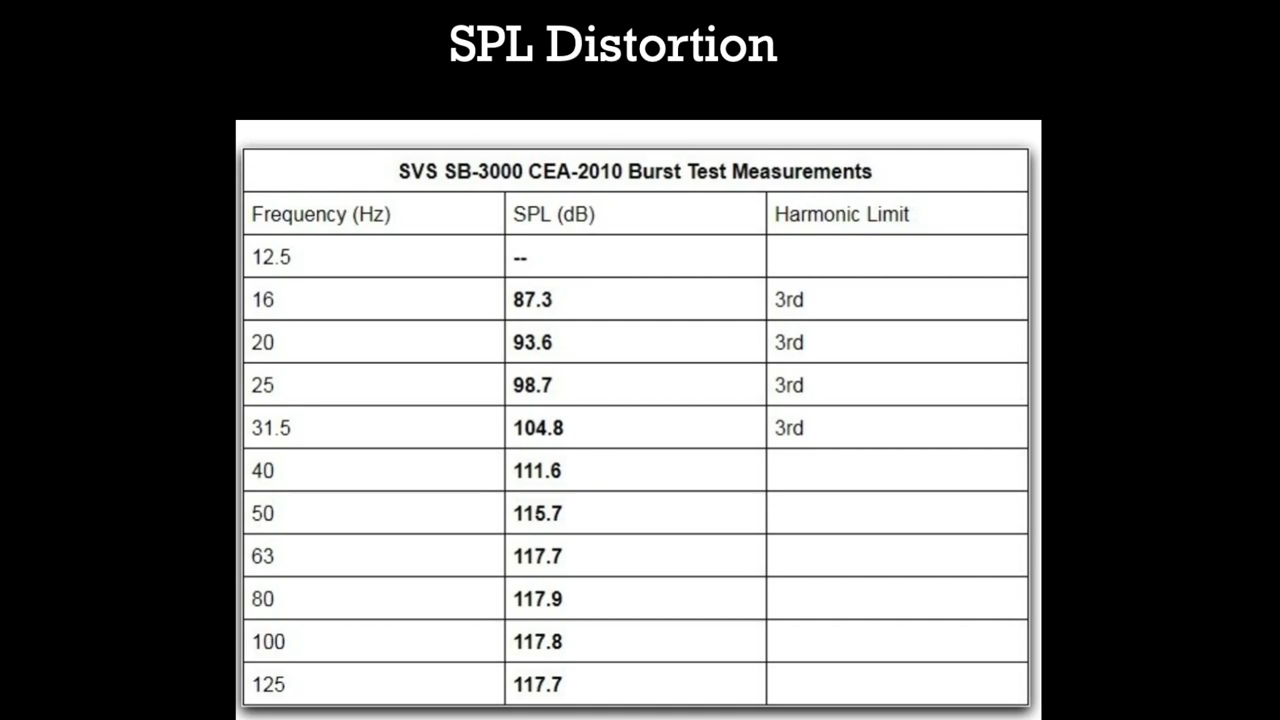 SPL Distortion
SVS SB-3000 CEA-2010 Burst Test Measurements
Frequency (Hz) SPL (dB) Harmonic Limit
12.5 --
16 87.3 3rd
20 93.6 3rd
25 98.7 3rd
31.5 104.8 3rd
40 111.6
50 115.7
63 117.7
80 117.9
100 117.8
125 117.7